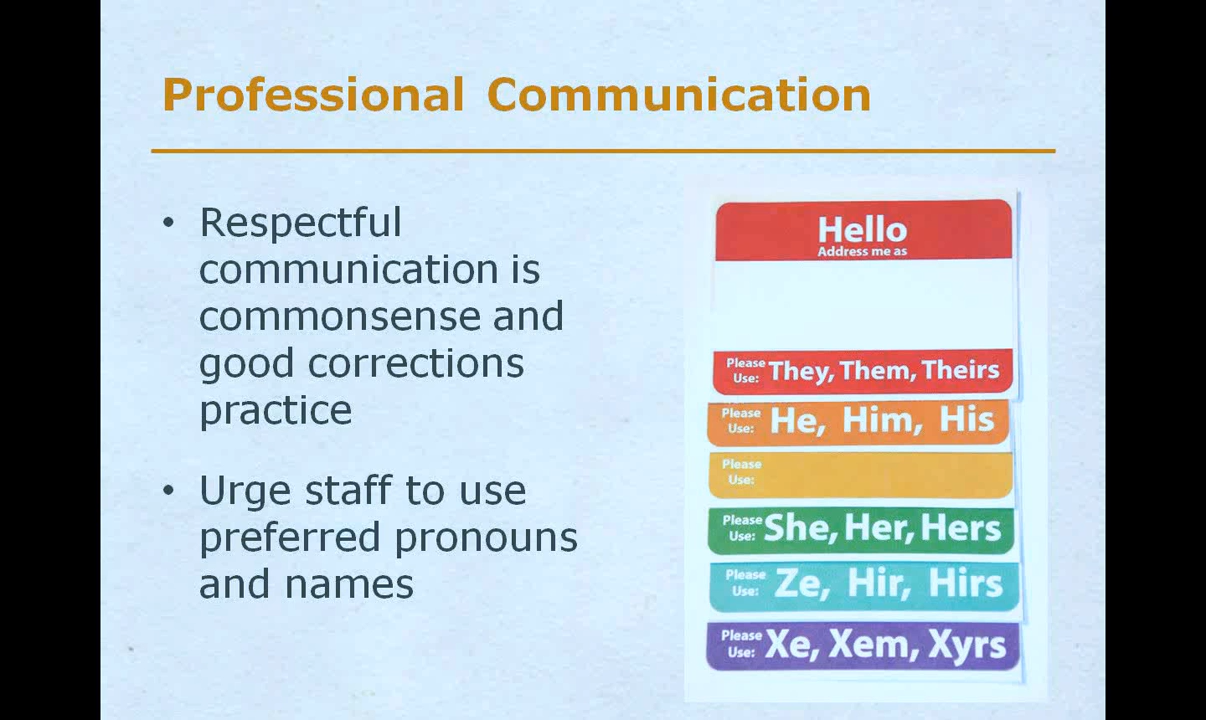 Professional Communication
• Respectful
communication is
commonsense and
good corrections
practice
• Urge staff to use
preferred pronouns
and names
Hello
Address me as
Please Use: They, Them, Theirs
Please Use: He, Him, His
Please Use:
Please Use: She, Her, Hers
Please Use: Ze, Hir, Hirs
Please Use: Xe, Xem, Xyrs